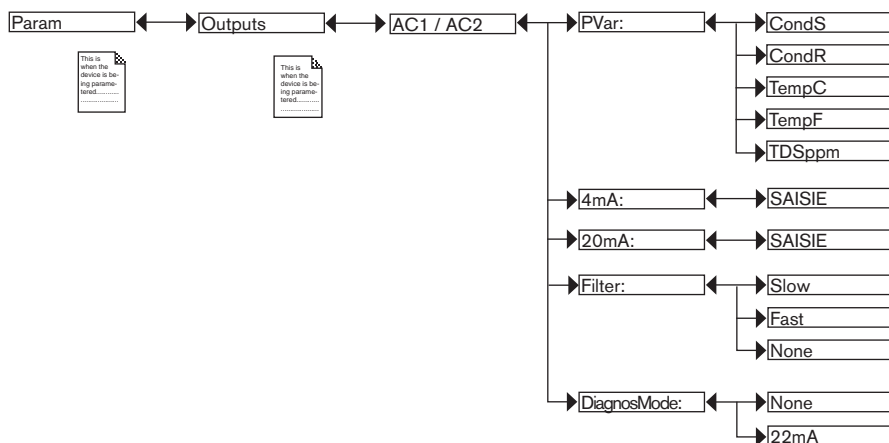 Param
Outputs
AC1 / AC2
PVar:
CondS
CondR
TempC
TempF
TDSppm
This is
when the
device is be-
ing parame-
tered...........
..................
This is
when the
device is be-
ing parame-
tered...........
..................
4mA:
SAISIE
20mA:
SAISIE
Filter:
Slow
Fast
None
DiagnosMode:
None
22mA